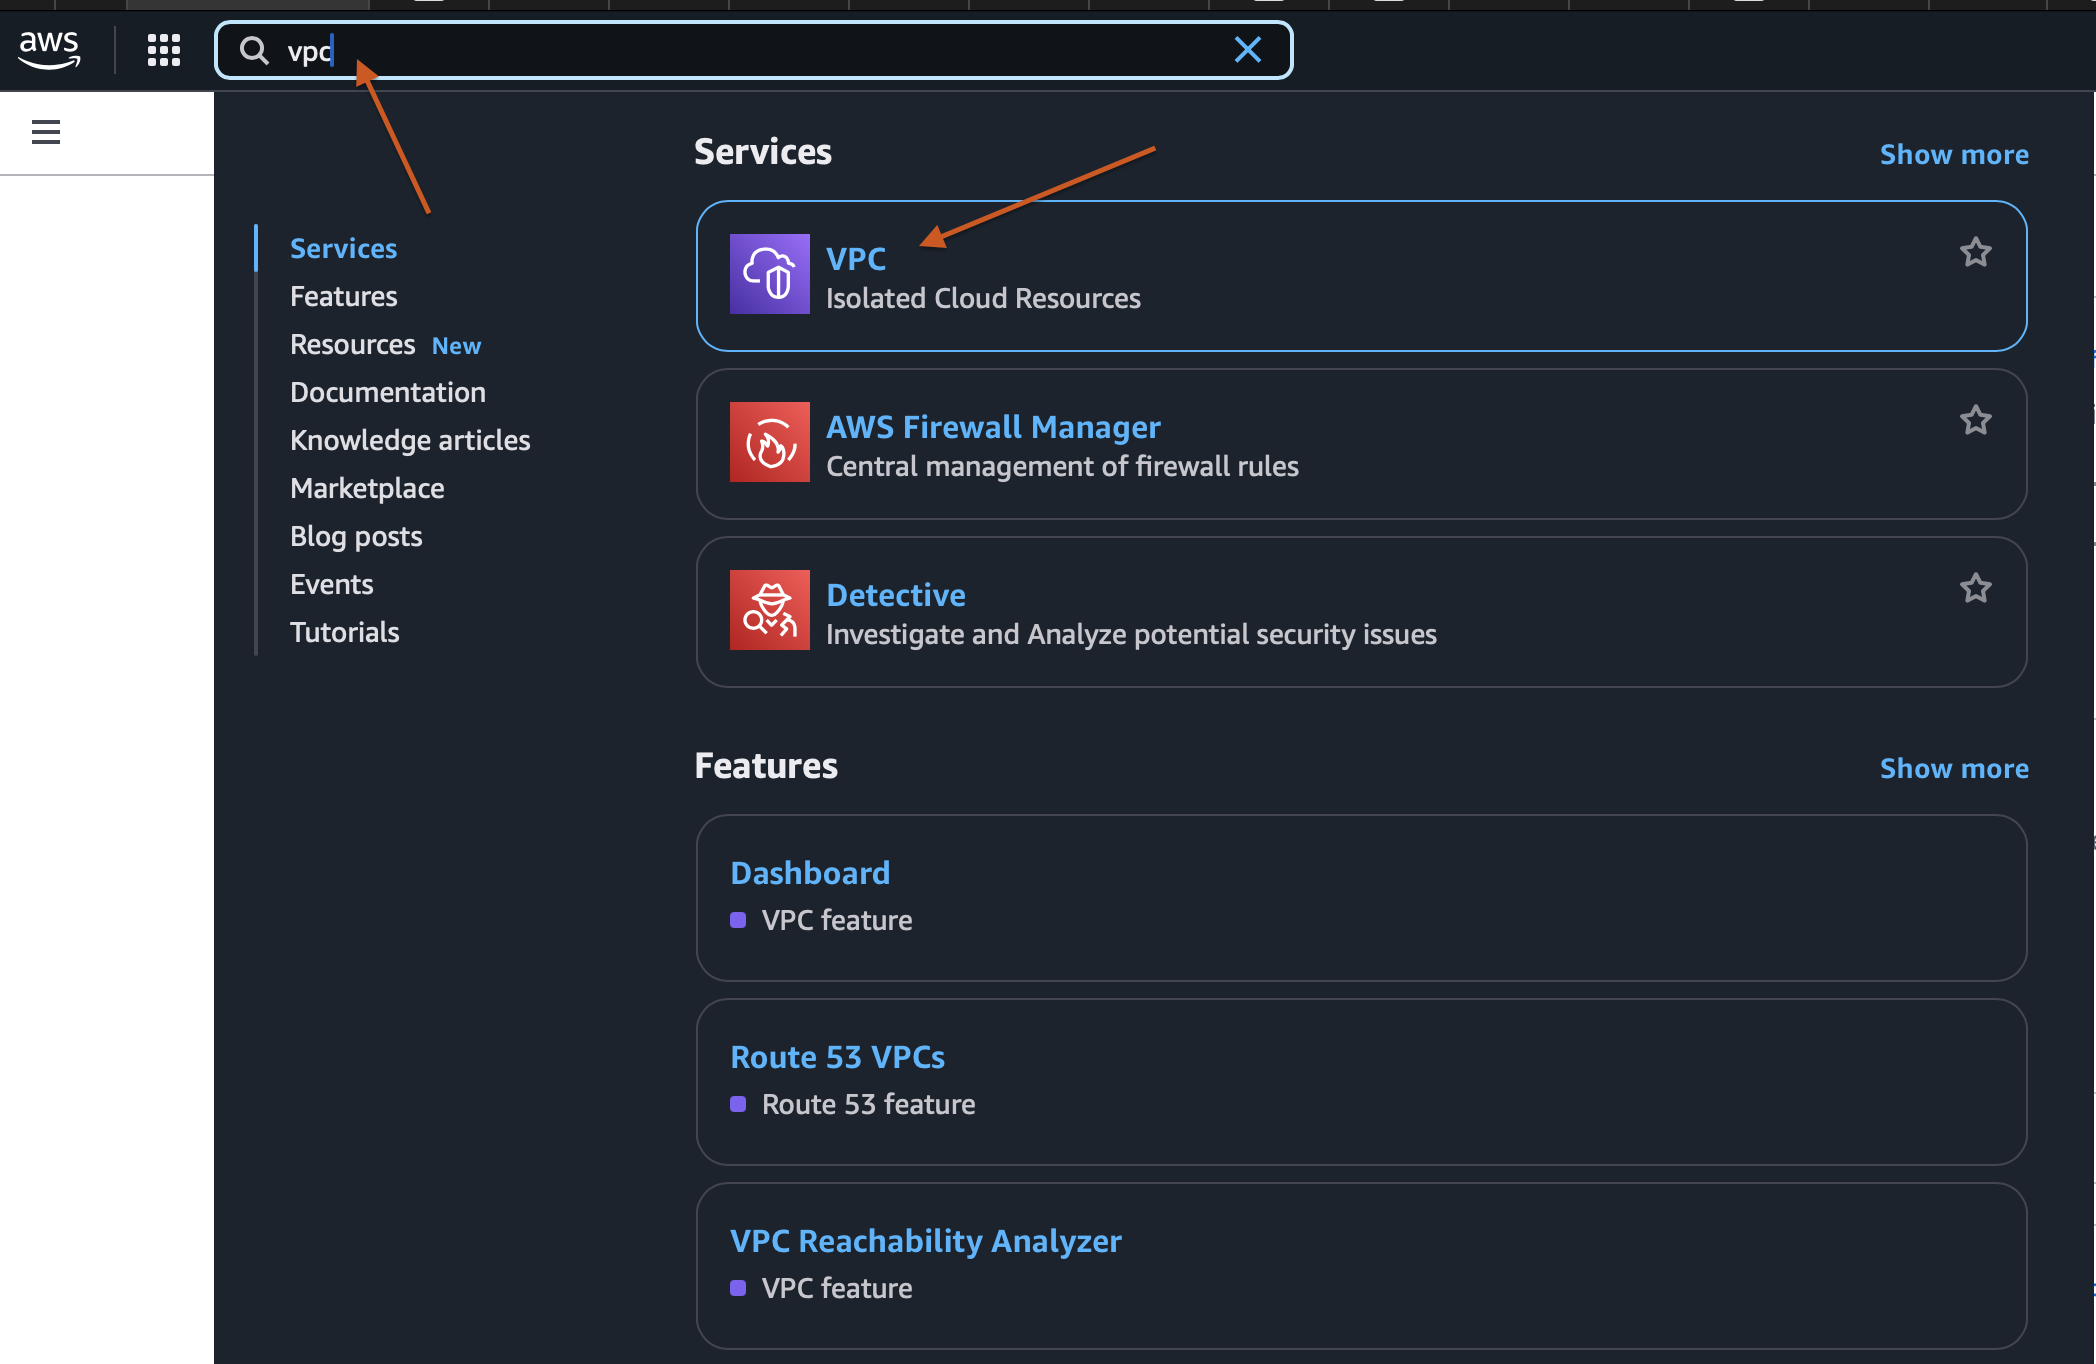 aws
vpc
Services
Features
Resources New
Documentation
Knowledge articles
Marketplace
Blog posts
Events
Tutorials
Services
Show more
VPC
Isolated Cloud Resources
AWS Firewall Manager
Central management of firewall rules
Detective
Investigate and Analyze potential security issues
Features
Show more
Dashboard
VPC feature
Route 53 VPCs
Route 53 feature
VPC Reachability Analyzer
VPC feature